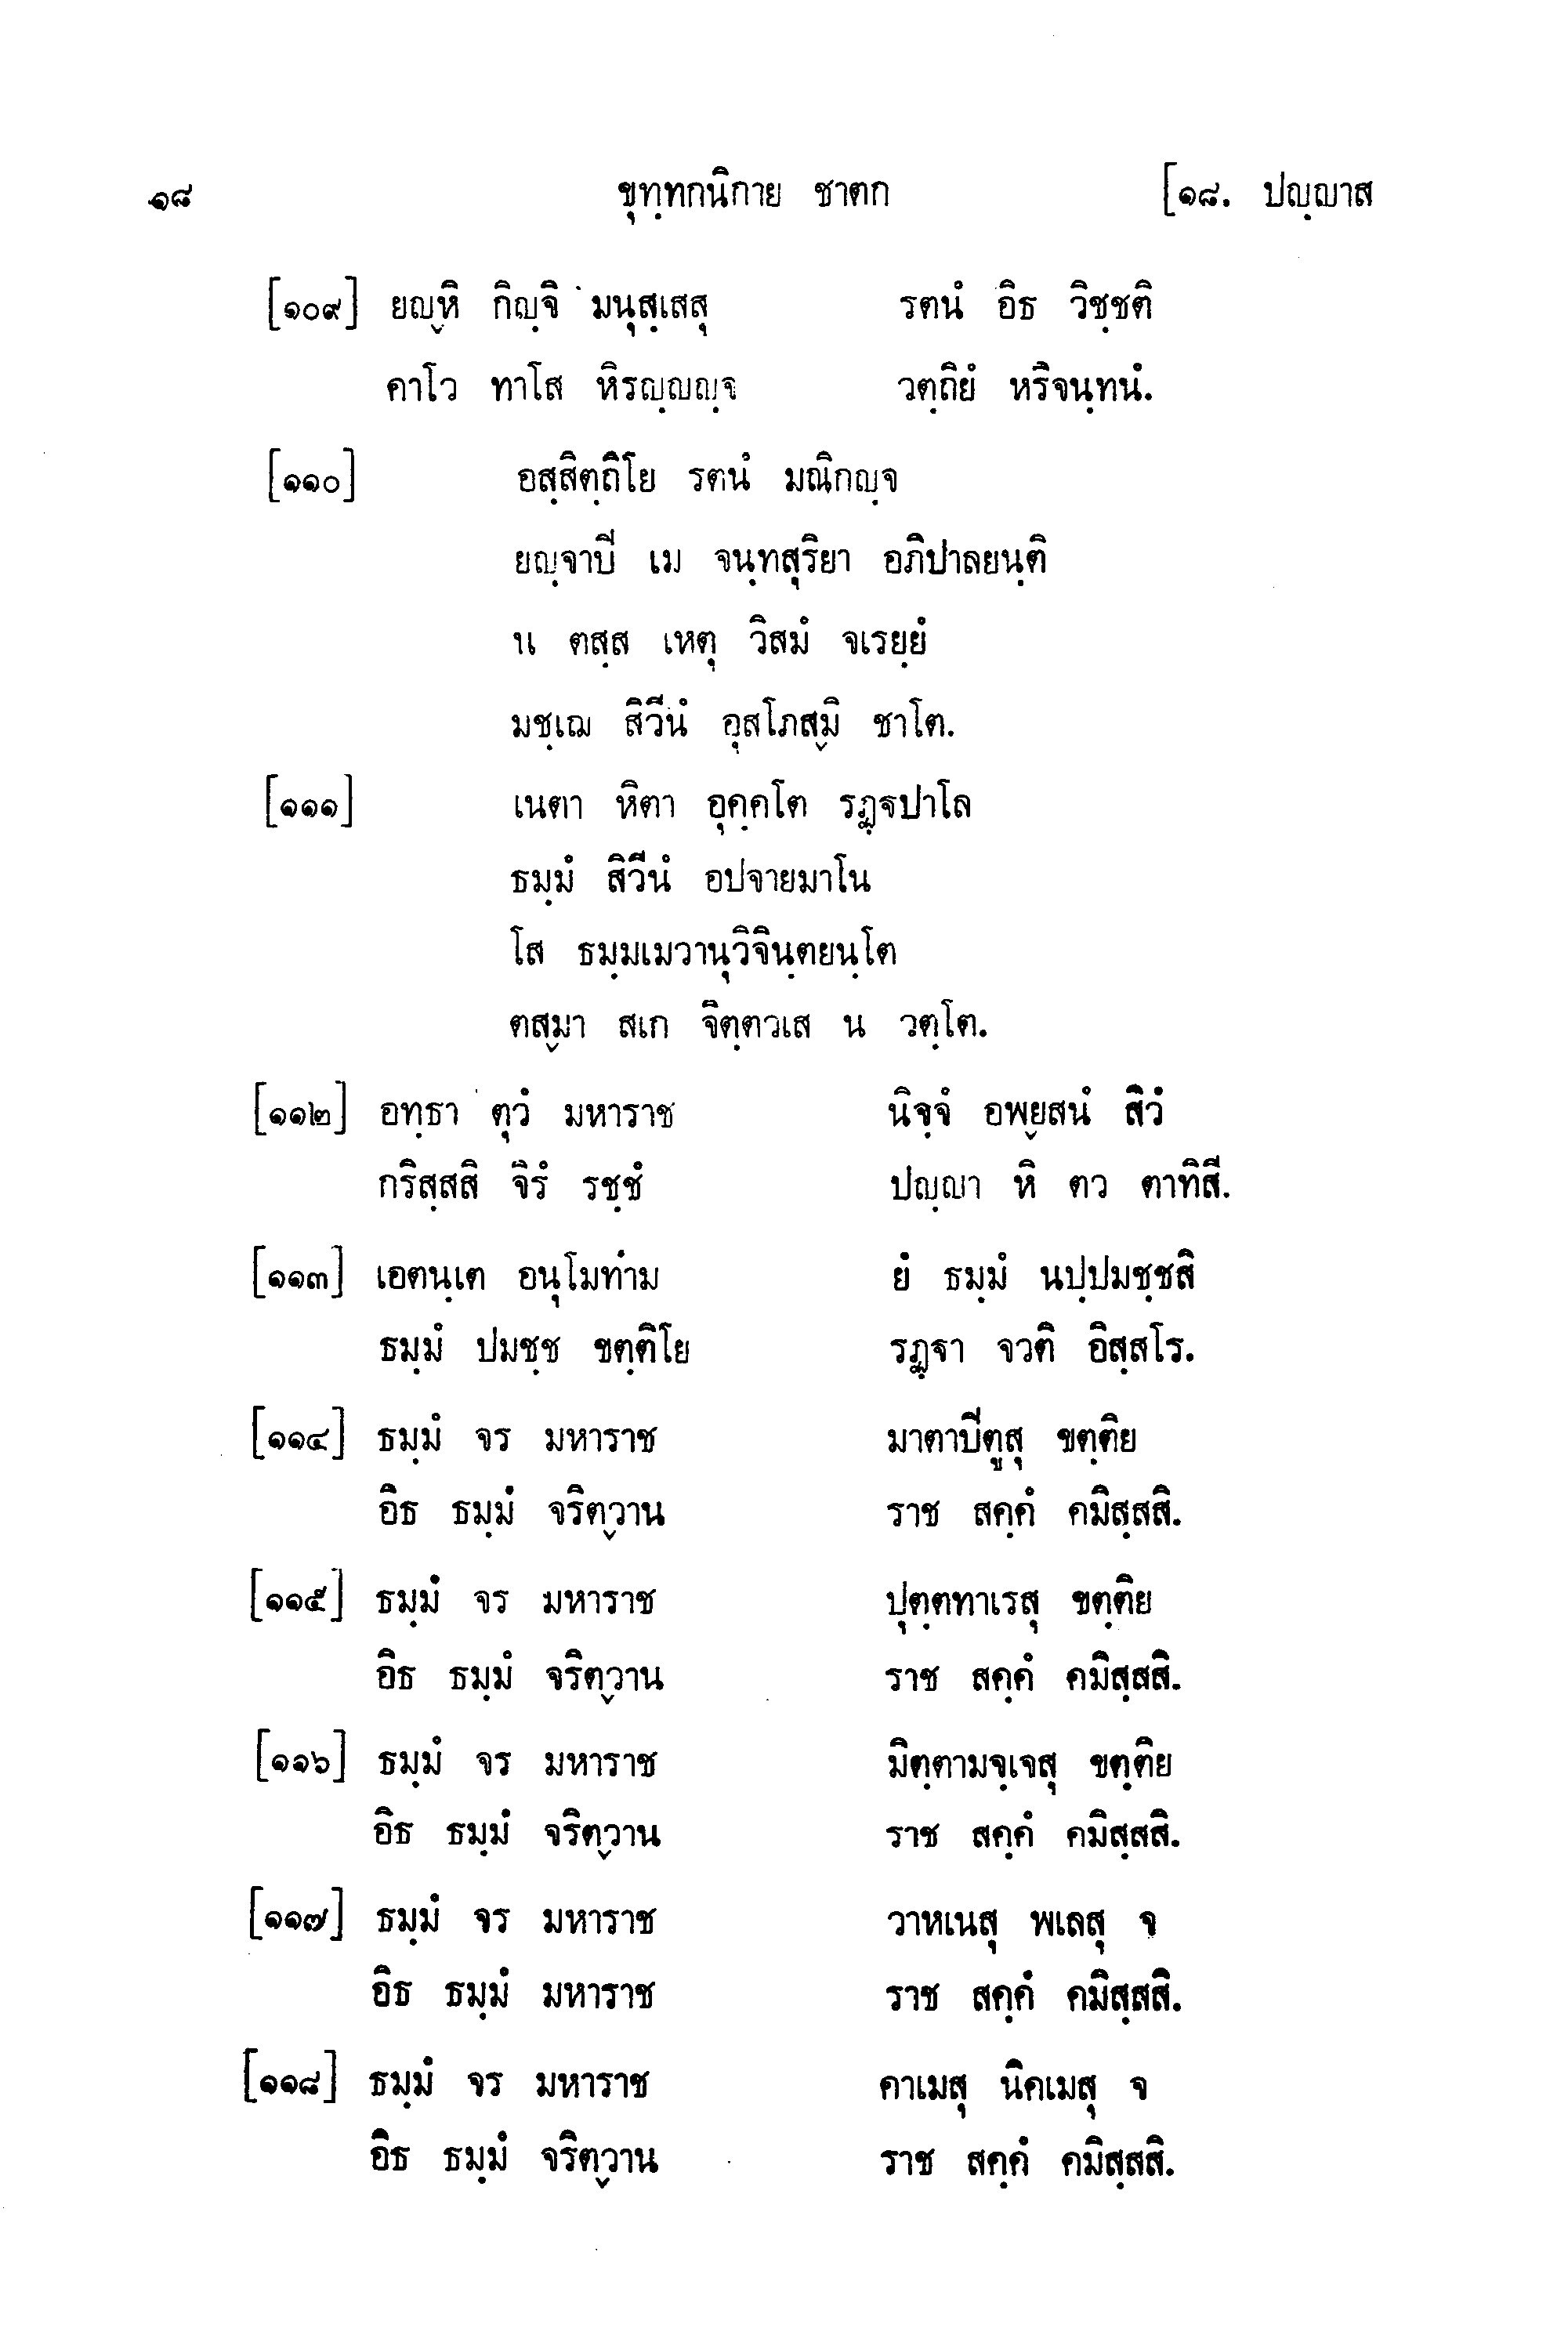 ๑๘ ขุทฺทกนิกาย ชาตก [๑๘. ปญฺญาส
[๑๐๙] ยญฺหิ กิญฺจิ มนุสฺเสสุ รตนํ อิธ วิชฺชติ
คาโว ทาโส หิรญฺญญฺจ วตฺถิยํ หริจนฺทนํ.
[๑๑๐] อสฺสิตฺถิโย รตนํ มณิกญฺจ
ยญฺจาปี เม จนฺทสุริยา อภิปาลยนฺติ
น ตสฺส เหตุ วิสมํ จเรยฺยํ
มชฺเฌ สิวีนํ อุสโภสฺมิ ชาโต.
[๑๑๑] เนตา หิตา อุคฺคโต รฏฺฐปาโล
ธมฺมํ สิวีนํ อปจายมาโน
โส ธมฺมเมวานุวิจินฺตยนฺโต
ตสฺมา สเก จิตฺตวเส น วตฺโต.
[๑๑๒] อทฺธา ตุวํ มหาราช นิจฺจํ อพฺยสนํ สิวํ
กริสฺสสิ จิรํ รชฺชํ ปญฺญา หิ ตว ตาทิสี.
[๑๑๓] เอตนฺเต อนุโมทาม ยํ ธมฺมํ นปฺปมชฺชสิ
ธมฺมํ ปมชฺช ขตฺติโย รฏฺฐา จวติ อิสฺสโร.
[๑๑๔] ธมฺมํ จร มหาราช มาตาปีตูสุ ขตฺติย
อิธ ธมฺมํ จริตฺวาน ราช สคฺคํ คมิสฺสสิ.
[๑๑๕] ธมฺมํ จร มหาราช ปุตฺตทาเรสุ ขตฺติย
อิธ ธมฺมํ จริตฺวาน ราช สคฺคํ คมิสฺสสิ.
[๑๑๖] ธมฺมํ จร มหาราช มิตฺตามจฺเจสุ ขตฺติย
อิธ ธมฺมํ จริตฺวาน ราช สคฺคํ คมิสฺสสิ.
[๑๑๗] ธมฺมํ จร มหาราช วาหเนสุ พเลสุ จ
อิธ ธมฺมํ มหาราช ราช สคฺคํ คมิสฺสสิ.
[๑๑๘] ธมฺมํ จร มหาราช คาเมสุ นิคเมสุ จ
อิธ ธมฺมํ จริตฺวาน ราช สคฺคํ คมิสฺสสิ.